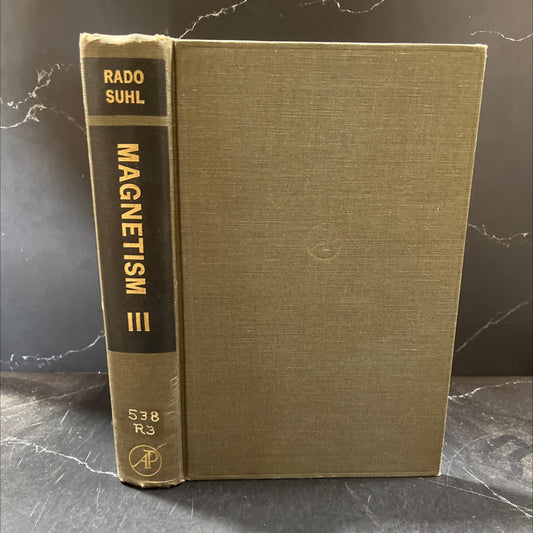 RADO
SUHL
MAGNETISM III
538
R3
AP